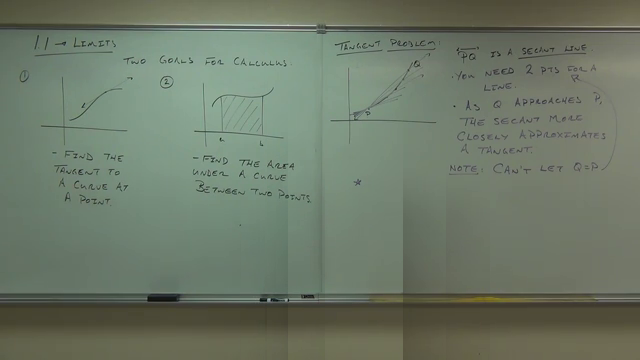 1.1 → LIMITS
TWO GOALS FOR CALCULUS:
①
②
- FIND THE
TANGENT TO
A CURVE AT
A POINT.
- FIND THE AREA
UNDER A CURVE
BETWEEN TWO POINTS.
TANGENT PROBLEM:
Q
P
*
PQ IS A SECANT LINE.
• YOU NEED 2 PTS FOR A
LINE.
• AS Q APPROACHES P,
THE SECANT MORE
CLOSELY APPROXIMATES
A TANGENT.
NOTE: CAN'T LET Q=P